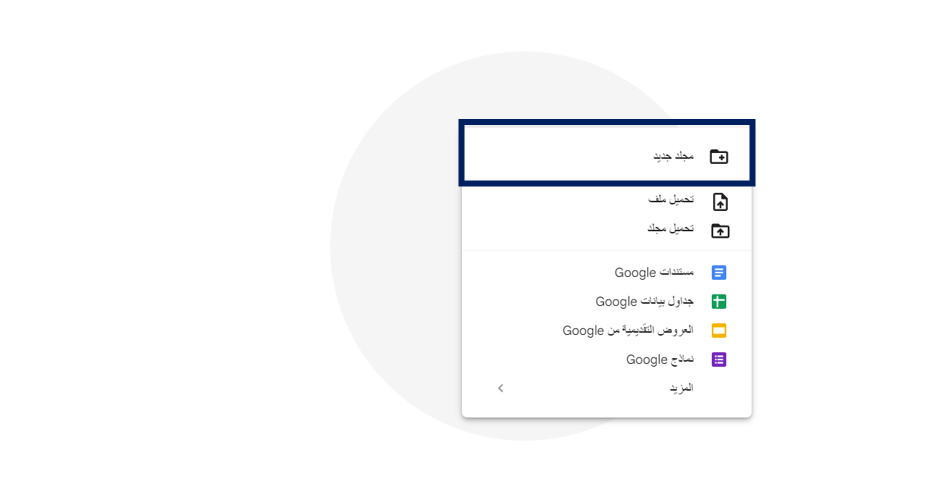 مجلد جديد
تحميل ملف
تحميل مجلد
مستندات Google
جداول بيانات Google
العروض التقديمية من Google
نماذج Google
المزيد